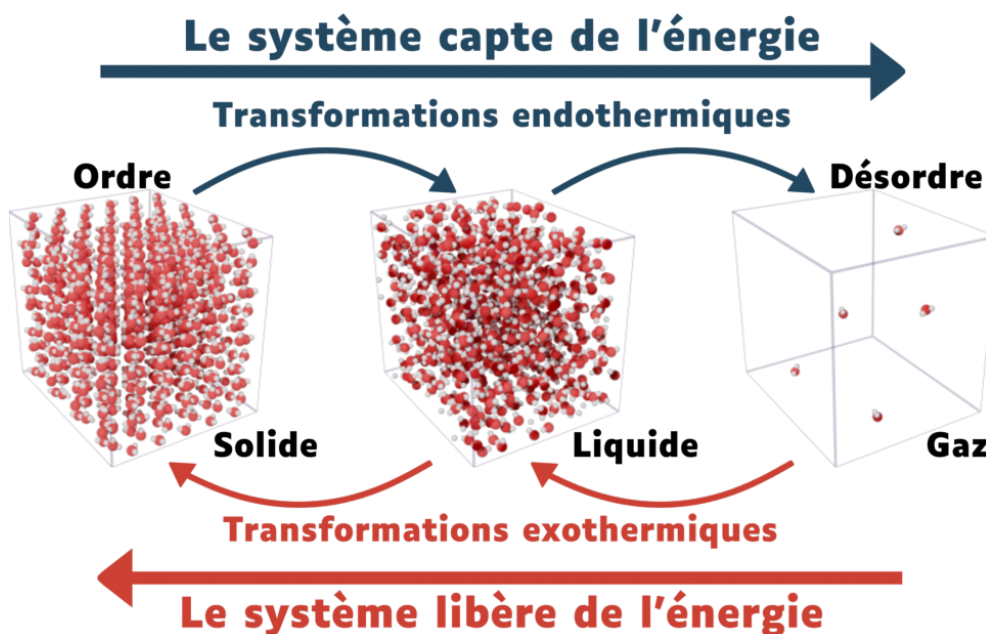 Le système capte de l'énergie
Transformations endothermiques
Ordre
Désordre
Solide
Liquide
Gaz
Transformations exothermiques
Le système libère de l'énergie